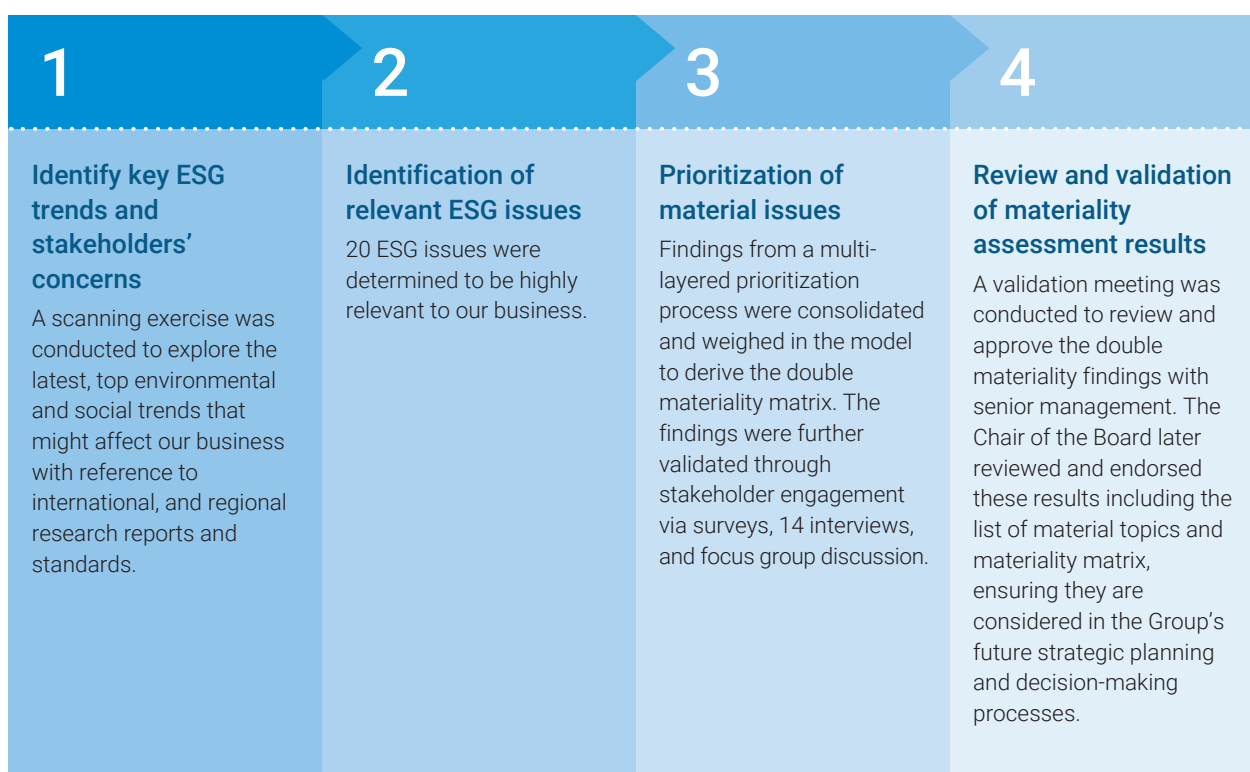 1
Identify key ESG
trends and
stakeholders’
concerns
A scanning exercise was
conducted to explore the
latest, top environmental
and social trends that
might affect our business
with reference to
international, and regional
research reports and
standards.
2
Identification of
relevant ESG issues
20 ESG issues were
determined to be highly
relevant to our business.
3
Prioritization of
material issues
Findings from a multi-
layered prioritization
process were consolidated
and weighed in the model
to derive the double
materiality matrix. The
findings were further
validated through
stakeholder engagement
via surveys, 14 interviews,
and focus group discussion.
4
Review and validation
of materiality
assessment results
A validation meeting was
conducted to review and
approve the double
materiality findings with
senior management. The
Chair of the Board later
reviewed and endorsed
these results including the
list of material topics and
materiality matrix,
ensuring they are
considered in the Group’s
future strategic planning
and decision-making
processes.